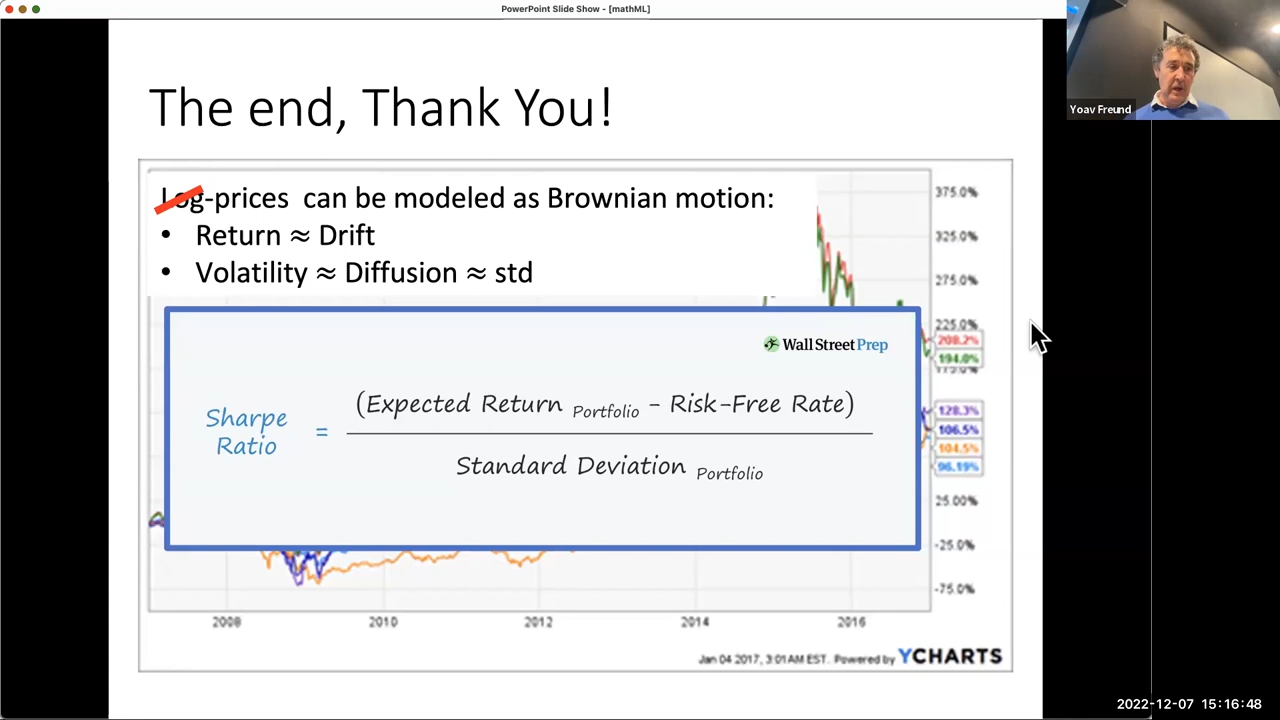 PowerPoint Slide Show - [mathML]
Yoav Freund
The end, Thank You!
Log-prices can be modeled as Brownian motion:
• Return ≈ Drift
• Volatility ≈ Diffusion ≈ std
375.0%
325.0%
275.0%
225.0%
208.2%
194.0%
175.0%
128.3%
106.5%
104.5%
96.19%
25.00%
-25.0%
-75.0%
Wall Street Prep
Sharpe
Ratio
=
(Expected Return Portfolio - Risk-Free Rate)
Standard Deviation Portfolio
2008 2010 2012 2014 2016
Jan 04 2017, 3:01AM EST. Powered by YCHARTS
2022-12-07 15:16:48